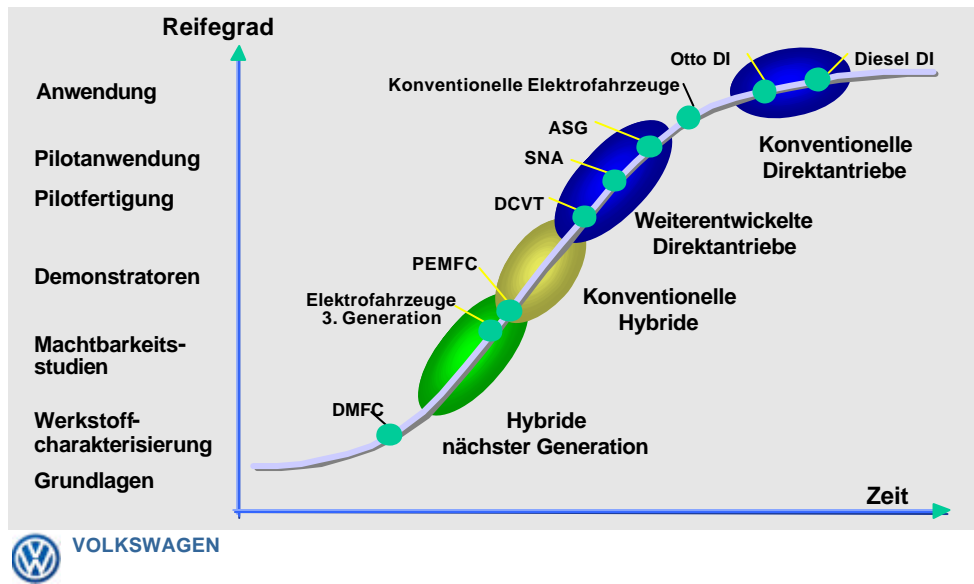 Reifegrad
Otto DI
Diesel DI
Konventionelle Elektrofahrzeuge
Anwendung
ASG
Konventionelle
Direktantriebe
Pilotanwendung
SNA
Pilotfertigung
DCVT
Weiterentwickelte
Direktantriebe
PEMFC
Demonstratoren
Elektrofahrzeuge
3. Generation
Konventionelle
Hybride
Machtbarkeits-
studien
DMFC
Werkstoff-
charakterisierung
Hybride
nächster Generation
Grundlagen
Zeit
VW
VOLKSWAGEN